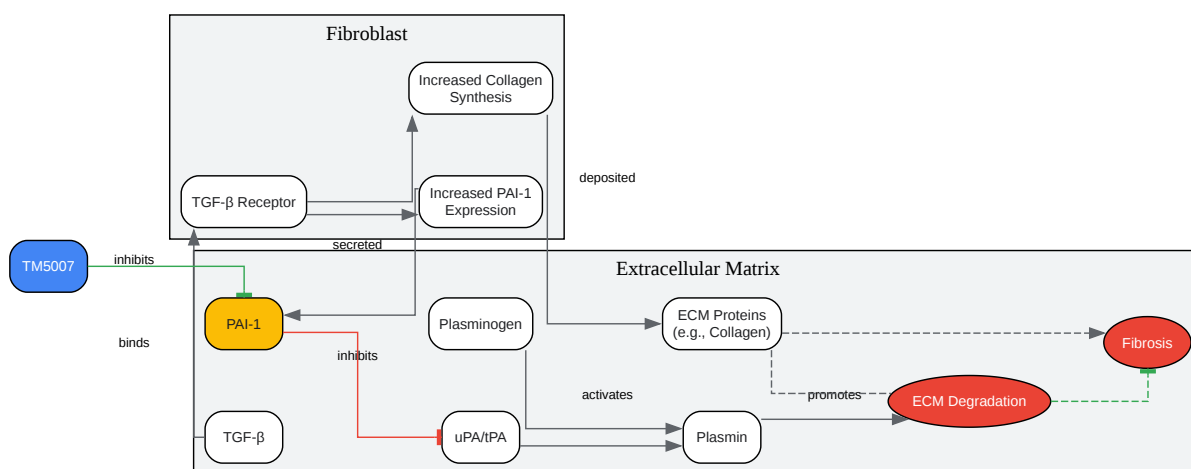 Fibroblast
Increased Collagen
Synthesis
deposited
TGF-β Receptor
Increased PAI-1
Expression
secreted
TM5007
inhibits
Extracellular Matrix
PAI-1
Plasminogen
ECM Proteins
(e.g., Collagen)
Fibrosis
binds
inhibits
activates
promotes
ECM Degradation
TGF-β
uPA/tPA
Plasmin